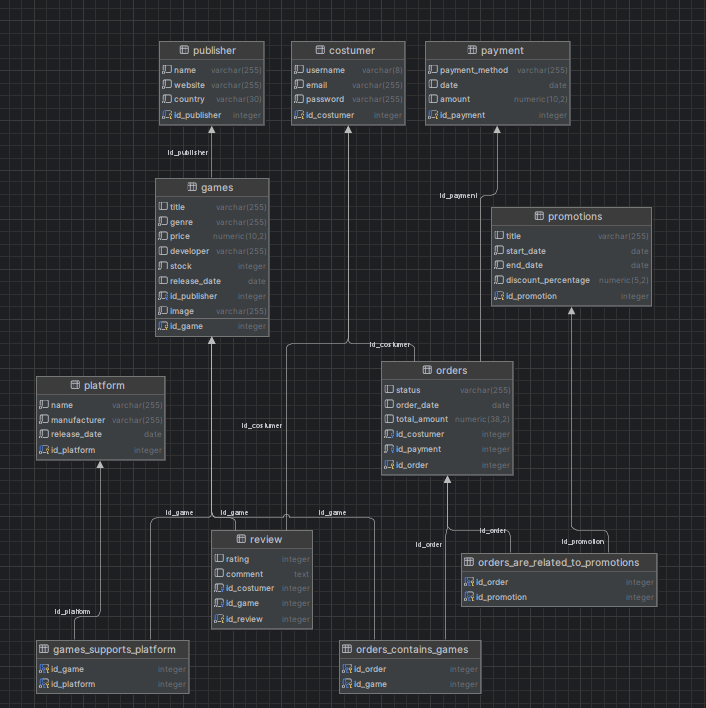 publisher
name varchar(255)
website varchar(255)
country varchar(30)
id_publisher integer
costumer
username varchar(8)
email varchar(255)
password varchar(255)
id_costumer integer
payment
payment_method varchar(255)
date date
amount numeric(10,2)
id_payment integer
id_publisher
games
title varchar(255)
genre varchar(255)
price numeric(10,2)
developer varchar(255)
stock integer
release_date date
id_publisher integer
image varchar(255)
id_game integer
id_payment
promotions
title varchar(255)
start_date date
end_date date
discount_percentage numeric(5,2)
id_promotion integer
id_costumer
platform
name varchar(255)
manufacturer varchar(255)
release_date date
id_platform integer
orders
status varchar(255)
order_date date
total_amount numeric(38,2)
id_costumer integer
id_payment integer
id_order integer
id_costumer
id_game
id_game
id_game
review
rating integer
comment text
id_costumer integer
id_game integer
id_review integer
id_order
id_order
id_promotion
orders_are_related_to_promotions
id_order integer
id_promotion integer
id_platform
games_supports_platform
id_game integer
id_platform integer
orders_contains_games
id_order integer
id_game integer